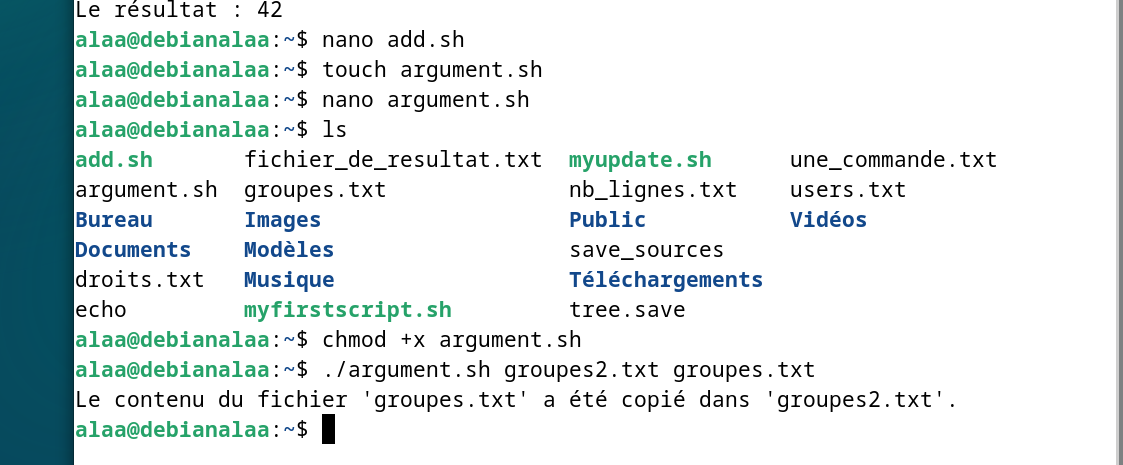 Le résultat : 42
alaa@debianalaa:~$ nano add.sh
alaa@debianalaa:~$ touch argument.sh
alaa@debianalaa:~$ nano argument.sh
alaa@debianalaa:~$ ls
add.sh fichier_de_resultat.txt myupdate.sh une_commande.txt
argument.sh groupes.txt nb_lignes.txt users.txt
Bureau Images Public Vidéos
Documents Modèles save_sources
droits.txt Musique Téléchargements
echo myfirstscript.sh tree.save
alaa@debianalaa:~$ chmod +x argument.sh
alaa@debianalaa:~$ ./argument.sh groupes2.txt groupes.txt
Le contenu du fichier 'groupes.txt' a été copié dans 'groupes2.txt'.
alaa@debianalaa:~$